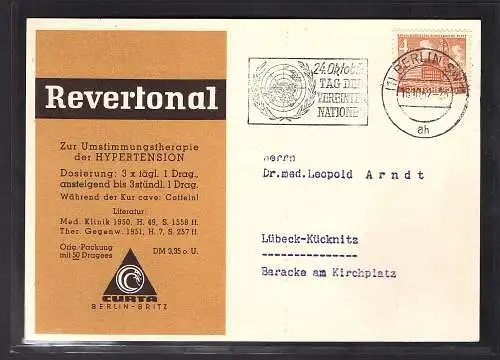 Revertonal
Zur Umstimmungstherapie
der HYPERTENSION
Dosierung: 3 x tägl. 1 Drag.,
ansteigend bis 3stündl. 1 Drag.
Während der Kur cave: Coffein!
Literatur:
Med. Klinik 1950, H. 49, S. 1558 ff.
Ther. Gegenw. 1951, H. 7, S. 257 ff.
Orig.-Packung
mit 50 Dragees
DM 3,35 o. U.
CURTA
BERLIN-BRITZ
24. Oktober
TAG DER
VEREINTEN
NATIONEN
(1) BERLIN
ah
Herrn
Dr.med.Leopold Arndt
Lübeck-Kücknitz
Baracke am Kirchplatz